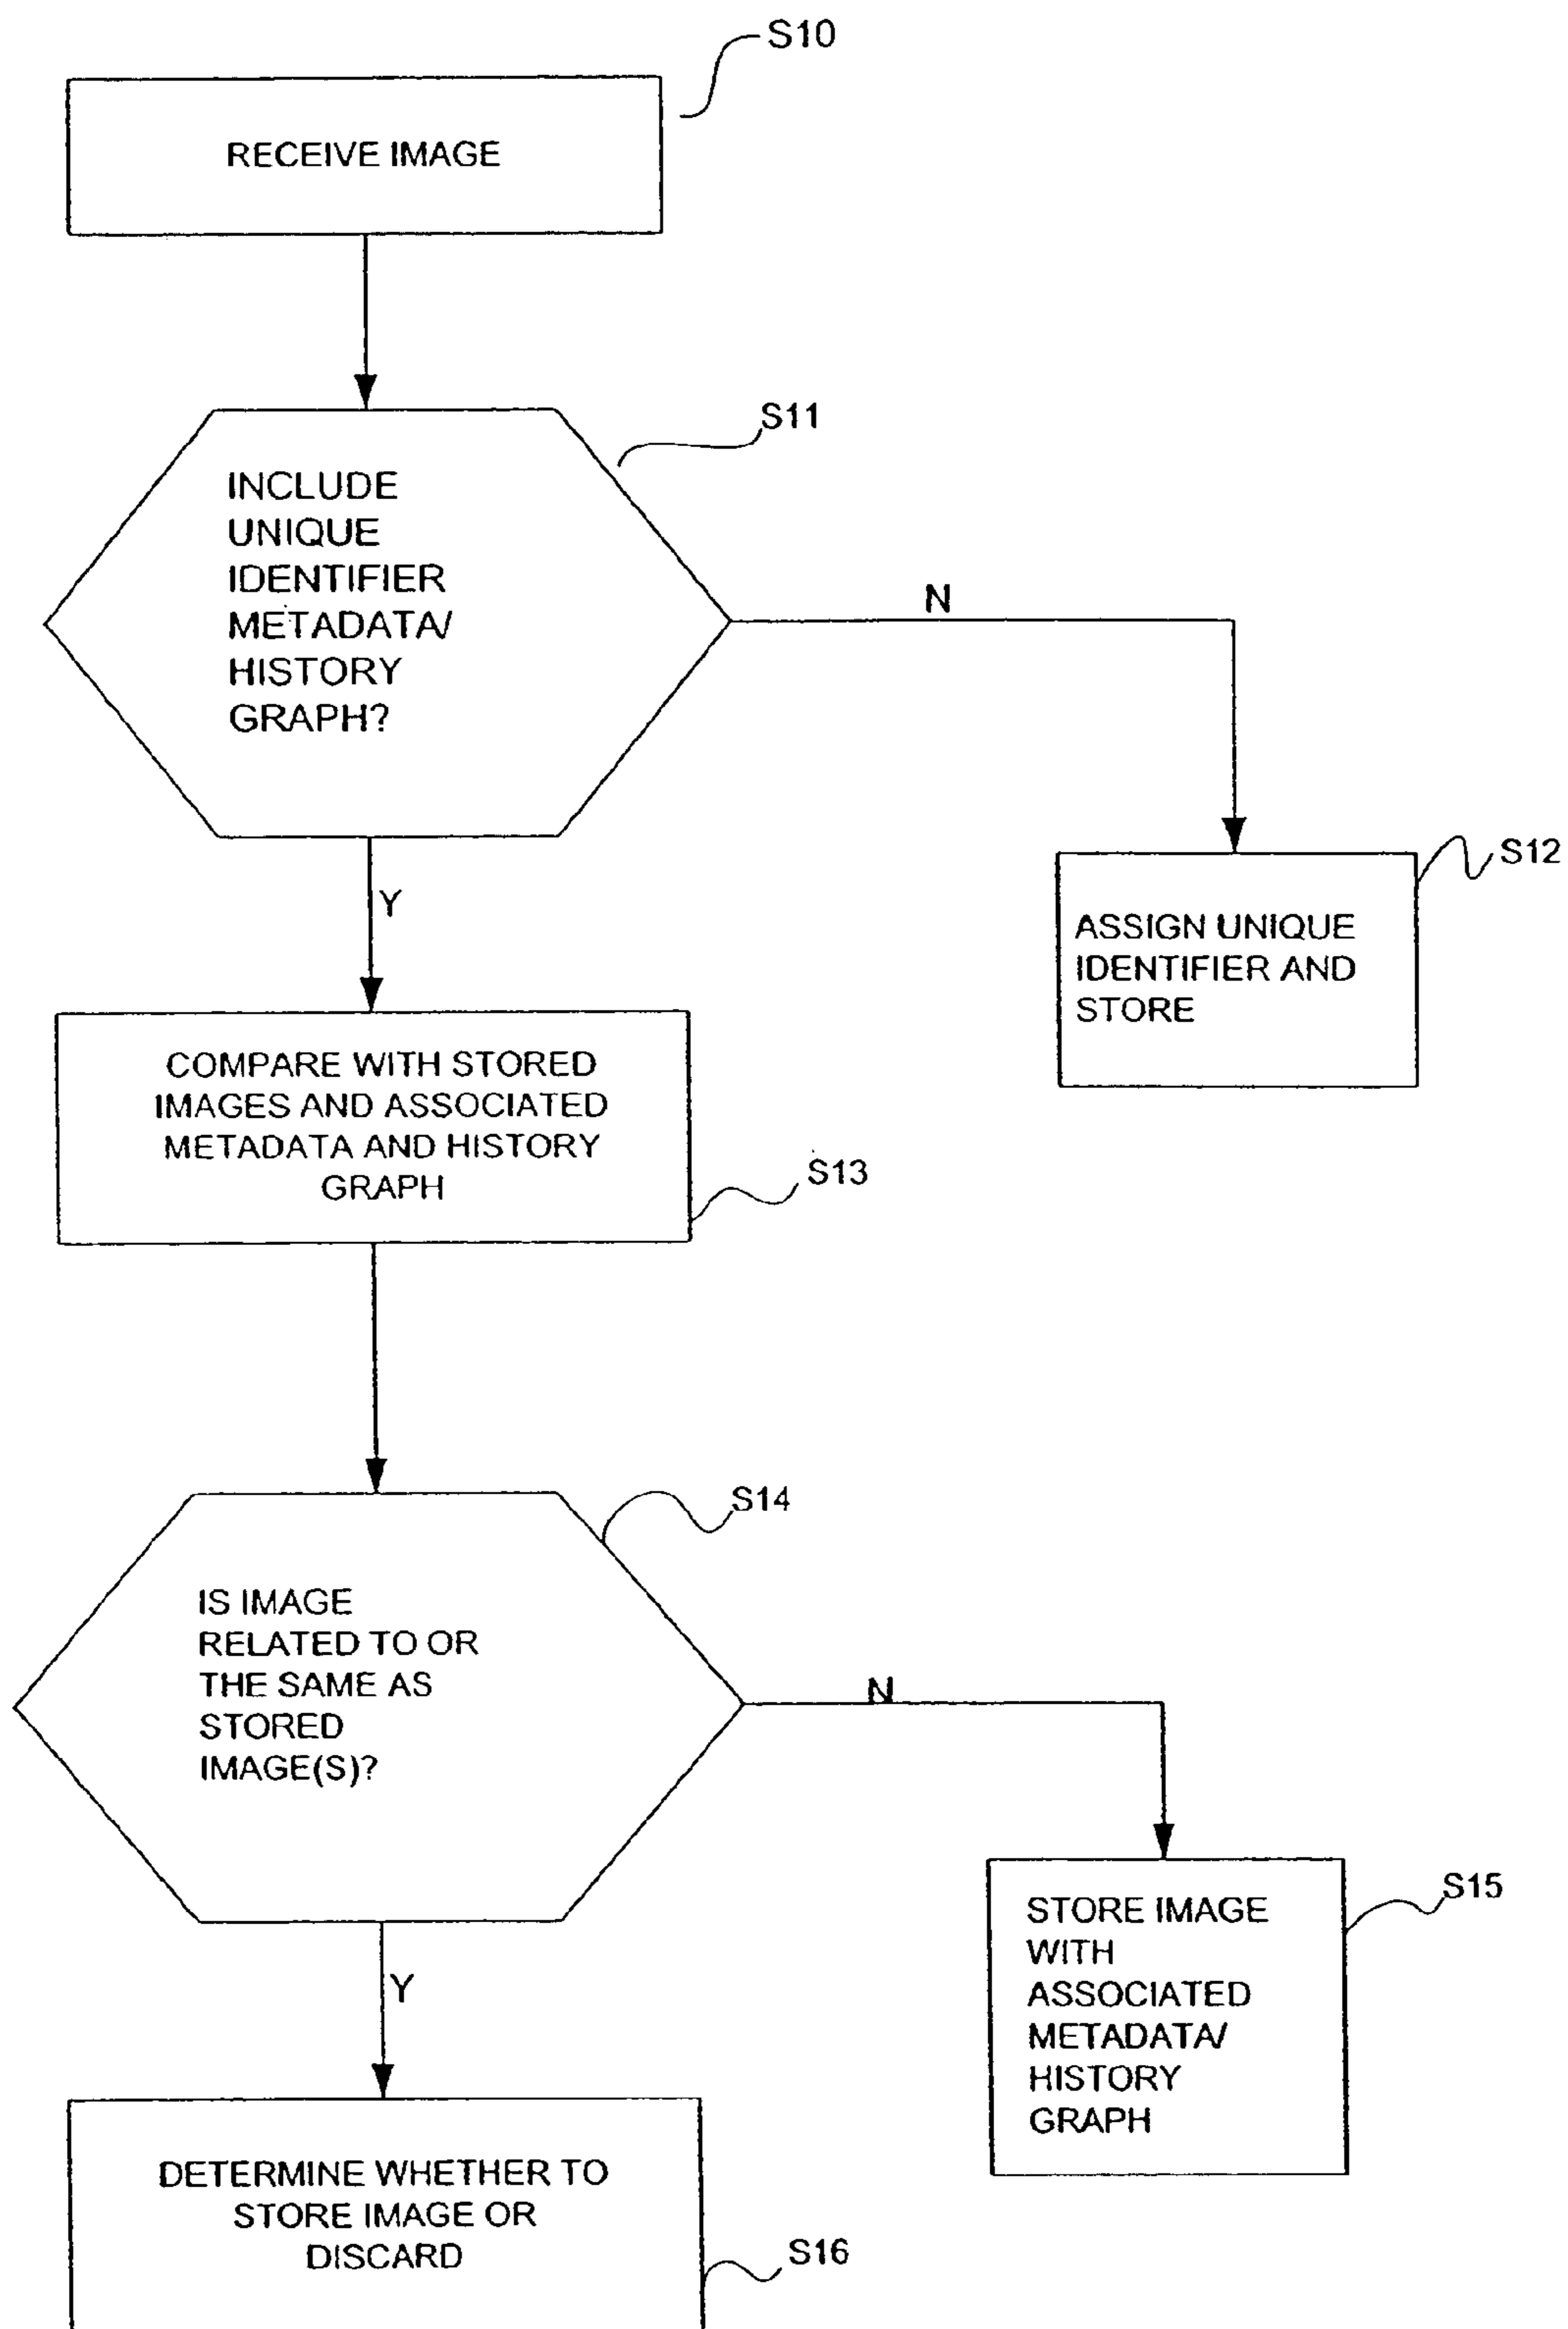 S10
RECEIVE IMAGE
S11
INCLUDE
UNIQUE
IDENTIFIER
METADATA/
HISTORY
GRAPH?
N
Y
S12
ASSIGN UNIQUE
IDENTIFIER AND
STORE
COMPARE WITH STORED
IMAGES AND ASSOCIATED
METADATA AND HISTORY
GRAPH
S13
S14
IS IMAGE
RELATED TO OR
THE SAME AS
STORED
IMAGE(S)?
N
Y
S15
STORE IMAGE
WITH
ASSOCIATED
METADATA/
HISTORY
GRAPH
DETERMINE WHETHER TO
STORE IMAGE OR
DISCARD
S16